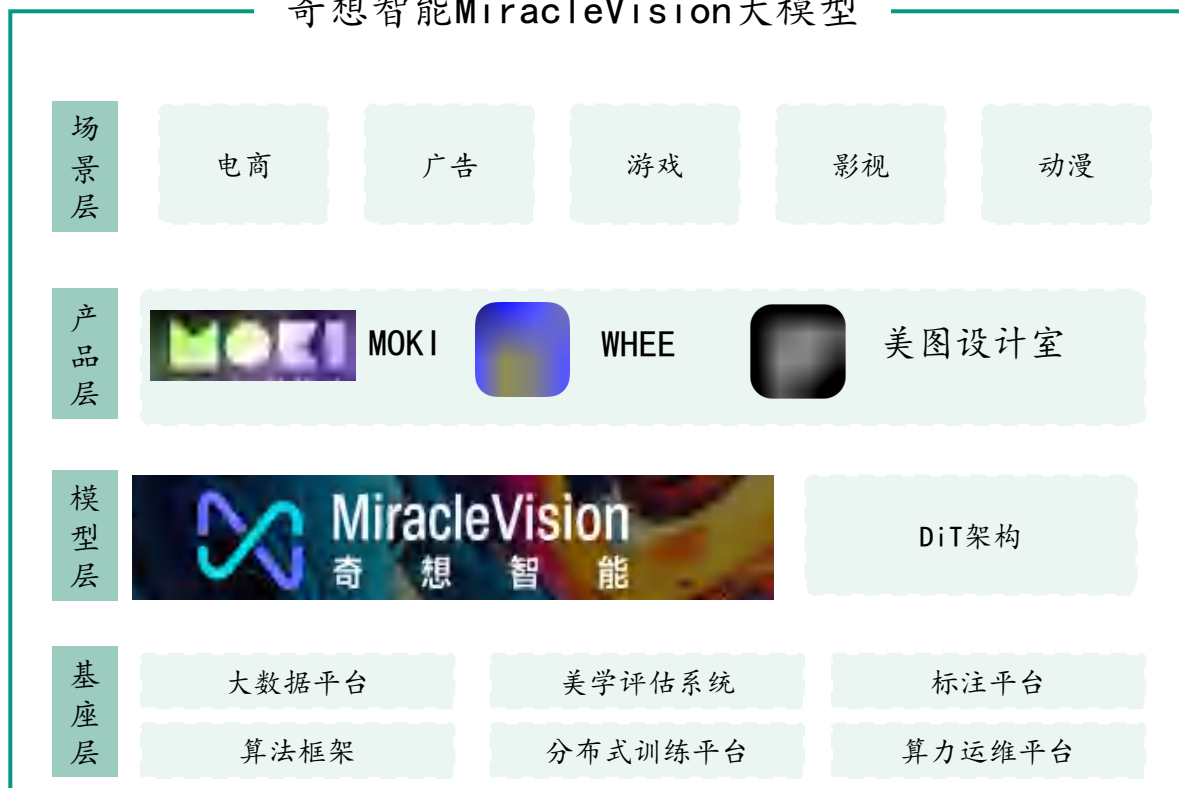 奇想智能MiracleVision大模型
场景层
电商
广告
游戏
影视
动漫
产品层
MOKI
MOKI
WHEE
美图设计室
模型层
MiracleVision
奇想智能
DiT架构
基座层
大数据平台
美学评估系统
标注平台
算法框架
分布式训练平台
算力运维平台